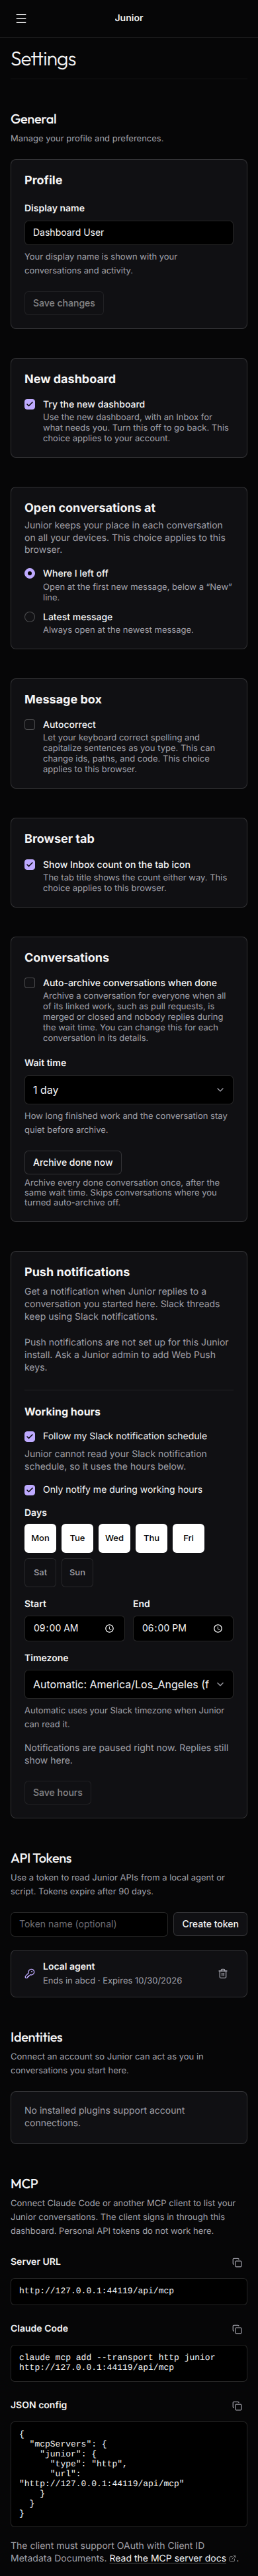 Junior
Settings
General
Manage your profile and preferences.
Profile
Display name
Dashboard User
Your display name is shown with your
conversations and activity.
Save changes
New dashboard
Try the new dashboard
Use the new dashboard, with an Inbox for
what needs you. Turn this off to go back. This
choice applies to your account.
Open conversations at
Junior keeps your place in each conversation
on all your devices. This choice applies to this
browser.
Where I left off
Open at the first new message, below a “New”
line.
Latest message
Always open at the newest message.
Message box
Autocorrect
Let your keyboard correct spelling and
capitalize sentences as you type. This can
change ids, paths, and code. This choice
applies to this browser.
Browser tab
Show Inbox count on the tab icon
The tab title shows the count either way. This
choice applies to this browser.
Conversations
Auto-archive conversations when done
Archive a conversation for everyone when all
of its linked work, such as pull requests, is
merged or closed and nobody replies during
the wait time. You can change this for each
conversation in its details.
Wait time
1 day
How long finished work and the conversation stay
quiet before archive.
Archive done now
Archive every done conversation once, after the
same wait time. Skips conversations where you
turned auto-archive off.
Push notifications
Get a notification when Junior replies to a
conversation you started here. Slack threads
keep using Slack notifications.
Push notifications are not set up for this Junior
install. Ask a Junior admin to add Web Push
keys.
Working hours
Follow my Slack notification schedule
Junior cannot read your Slack notification
schedule, so it uses the hours below.
Only notify me during working hours
Days
Mon Tue Wed Thu Fri
Sat Sun
Start End
09:00 AM 06:00 PM
Timezone
Automatic: America/Los_Angeles (f
Automatic uses your Slack timezone when Junior
can read it.
Notifications are paused right now. Replies still
show here.
Save hours
API Tokens
Use a token to read Junior APIs from a local agent or
script. Tokens expire after 90 days.
Token name (optional) Create token
Local agent
Ends in abcd · Expires 10/30/2026
Identities
Connect an account so Junior can act as you in
conversations you start here.
No installed plugins support account
connections.
MCP
Connect Claude Code or another MCP client to list your
Junior conversations. The client signs in through this
dashboard. Personal API tokens do not work here.
Server URL
http://127.0.0.1:44119/api/mcp
Claude Code
claude mcp add --transport http junior
http://127.0.0.1:44119/api/mcp
JSON config
{
"mcpServers": {
"junior": {
"type": "http",
"url":
"http://127.0.0.1:44119/api/mcp"
}
}
}
The client must support OAuth with Client ID
Metadata Documents. Read the MCP server docs.